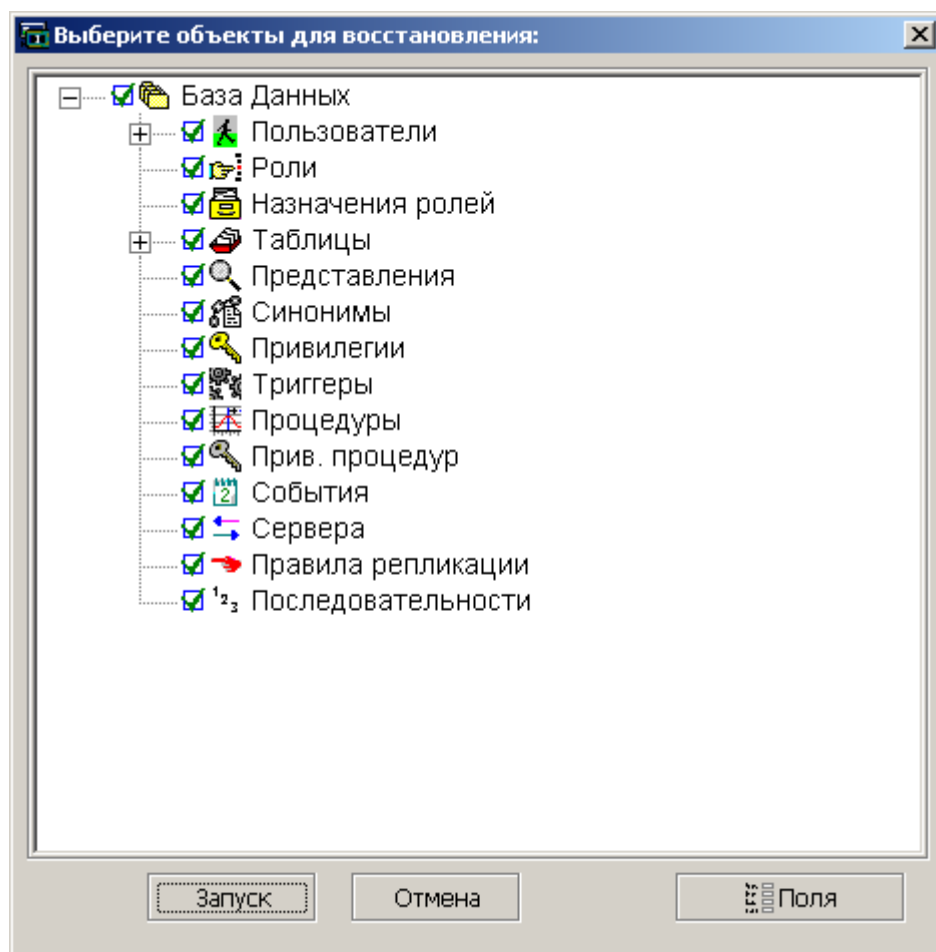 Выберите объекты для восстановления:
База Данных
Пользователи
Роли
Назначения ролей
Таблицы
Представления
Синонимы
Привилегии
Триггеры
Процедуры
Прив. процедур
События
Сервера
Правила репликации
Последовательности
Запуск Отмена Поля